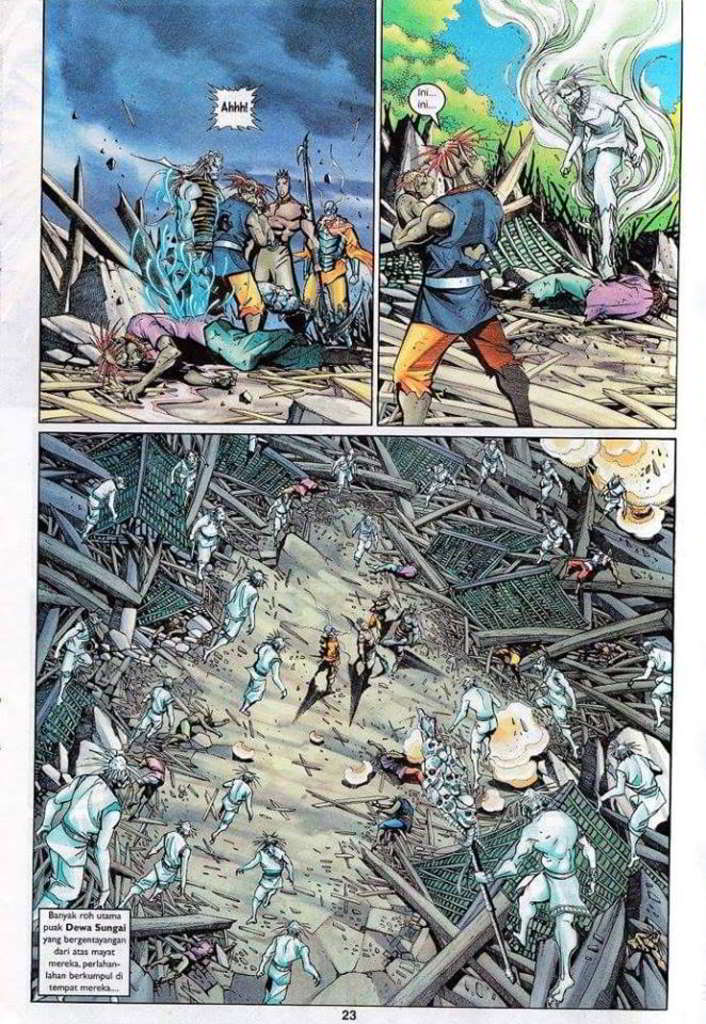 Ahhh!
Ini...
ini...
Banyak roh utama
puak Dewa Sungai
yang bergentayangan
dari atas mayat
mereka, perlahan-
lahan berkumpul di
tempat mereka....
23